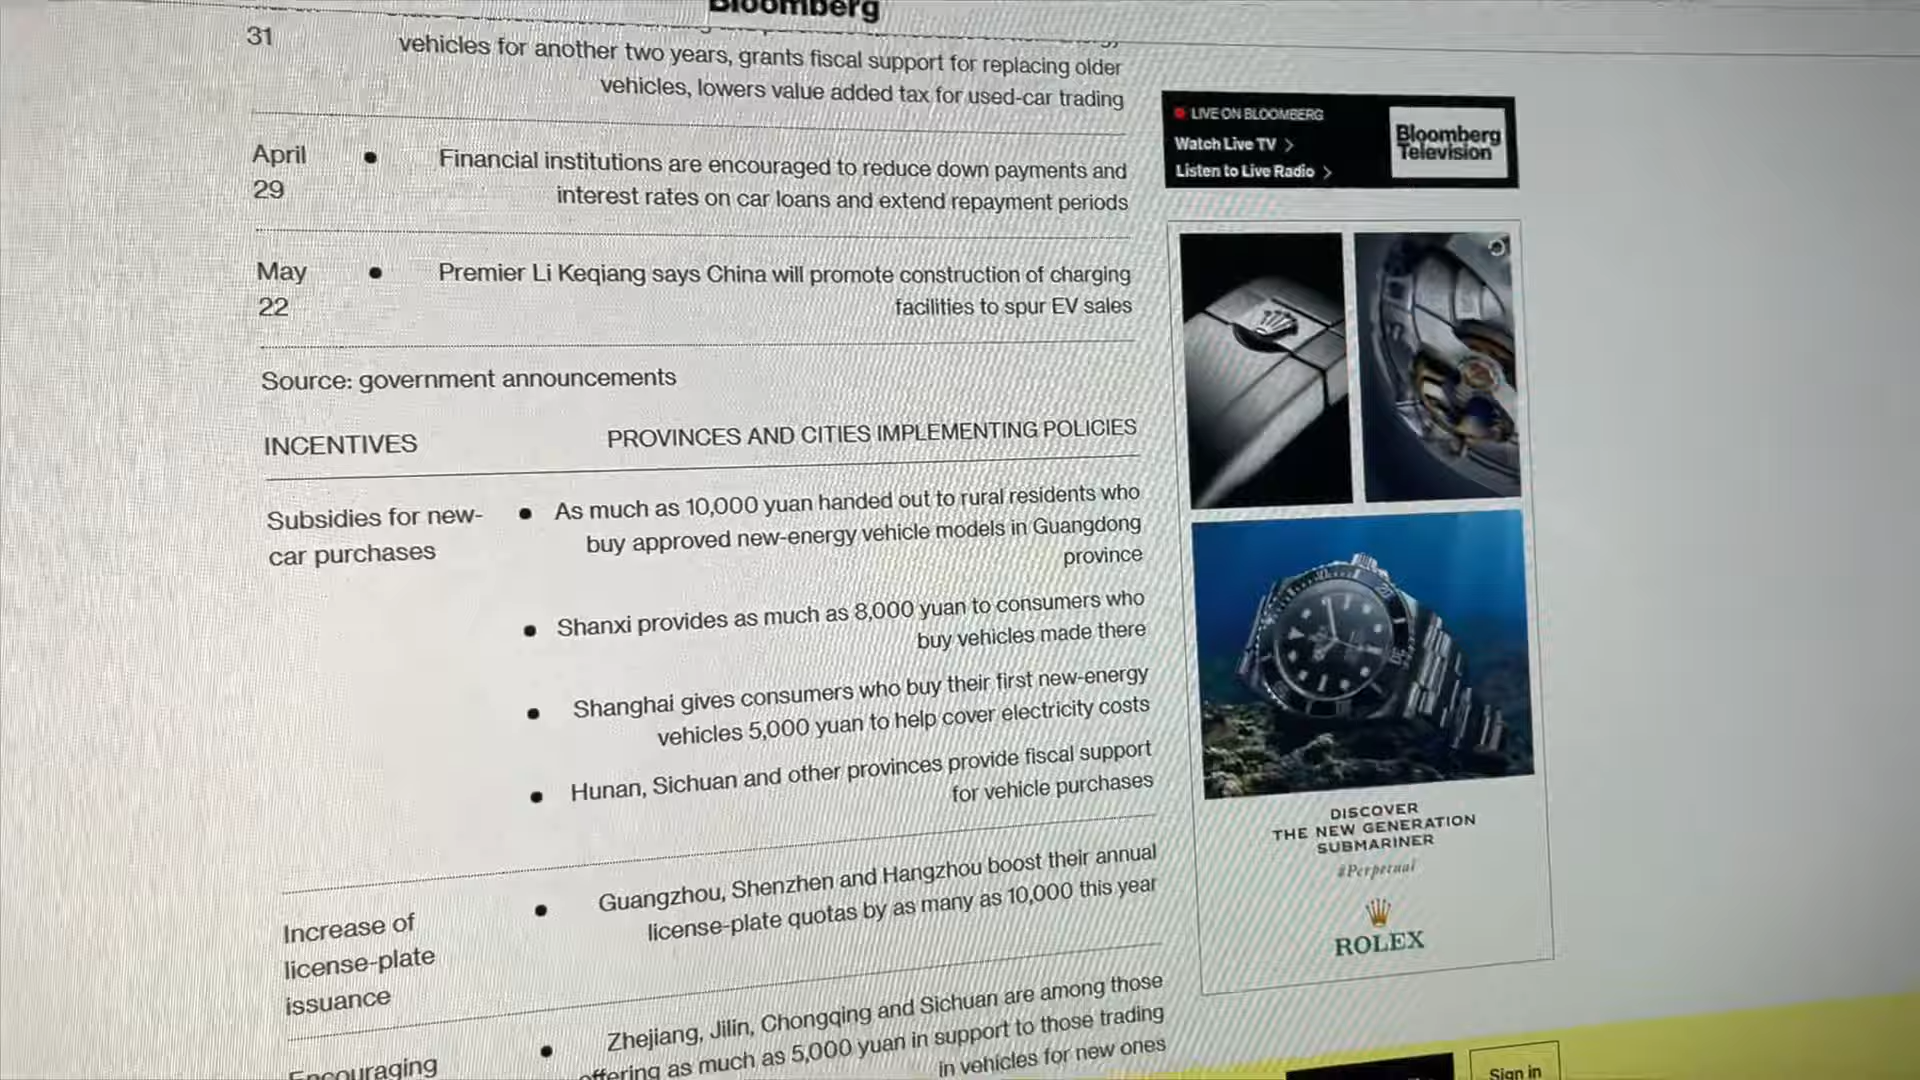 Bloomberg
31
vehicles for another two years, grants fiscal support for replacing older
vehicles, lowers value added tax for used-car trading
April
29
• Financial institutions are encouraged to reduce down payments and
interest rates on car loans and extend repayment periods
May
22
• Premier Li Keqiang says China will promote construction of charging
facilities to spur EV sales
Source: government announcements
INCENTIVES PROVINCES AND CITIES IMPLEMENTING POLICIES
Subsidies for new-
car purchases
• As much as 10,000 yuan handed out to rural residents who
buy approved new-energy vehicle models in Guangdong
province
• Shanxi provides as much as 8,000 yuan to consumers who
buy vehicles made there
• Shanghai gives consumers who buy their first new-energy
vehicles 5,000 yuan to help cover electricity costs
• Hunan, Sichuan and other provinces provide fiscal support
for vehicle purchases
Increase of
license-plate
issuance
• Guangzhou, Shenzhen and Hangzhou boost their annual
license-plate quotas by as many as 10,000 this year
Encouraging
• Zhejiang, Jilin, Chongqing and Sichuan are among those
offering as much as 5,000 yuan in support to those trading
in vehicles for new ones
LIVE ON BLOOMBERG
Watch Live TV >
Listen to Live Radio >
Bloomberg
Television
DISCOVER
THE NEW GENERATION
SUBMARINER
#Perpetual
ROLEX
Sign in